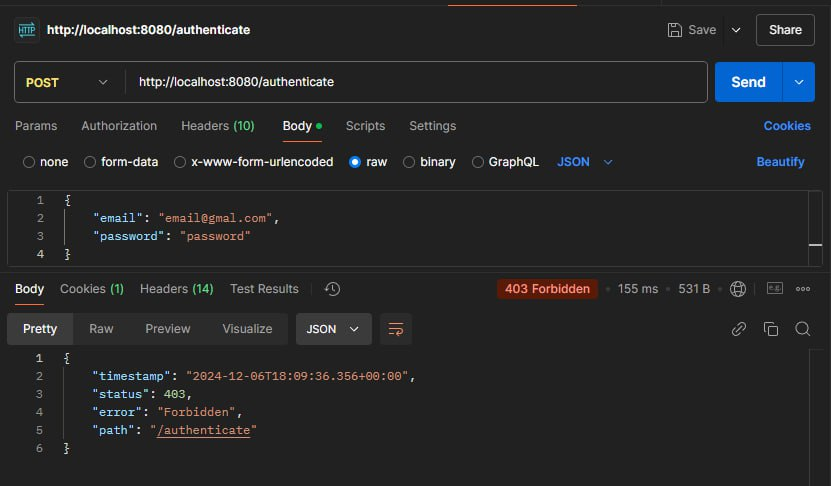 HTTP http://localhost:8080/authenticate Save Share
POST http://localhost:8080/authenticate Send
Params Authorization Headers (10) Body Scripts Settings Cookies
none form-data x-www-form-urlencoded raw binary GraphQL JSON Beautify
1 {
2 "email": "email@gmal.com",
3 "password": "password"
4 }
Body Cookies (1) Headers (14) Test Results 403 Forbidden 155 ms 531 B e.g.
Pretty Raw Preview Visualize JSON
1 {
2 "timestamp": "2024-12-06T18:09:36.356+00:00",
3 "status": 403,
4 "error": "Forbidden",
5 "path": "/authenticate"
6 }